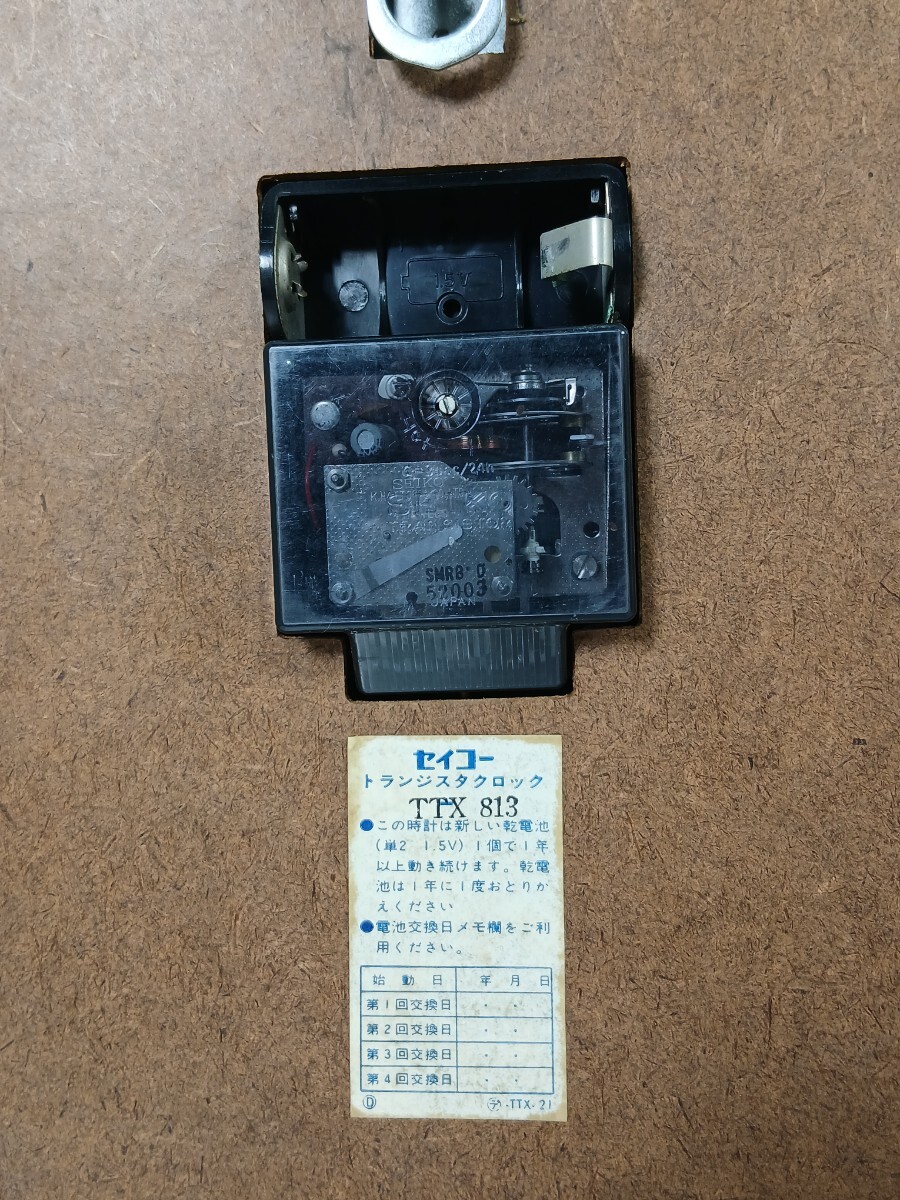 1.5V
SEIKO
SMRB・D
52003
JAPAN
セイコー
トランジスタクロック
TTX 813
●この時計は新しい乾電池
(単2 1.5V)1個で1年
以上動き続けます。乾電
池は1年に1度おとりか
えください
●電池交換日メモ欄をご利
用ください。
始動日 年 月 日
第1回交換日 ・ ・
第2回交換日 ・ ・
第3回交換日 ・ ・
第4回交換日 ・ ・
Ⓓ -TTX-21